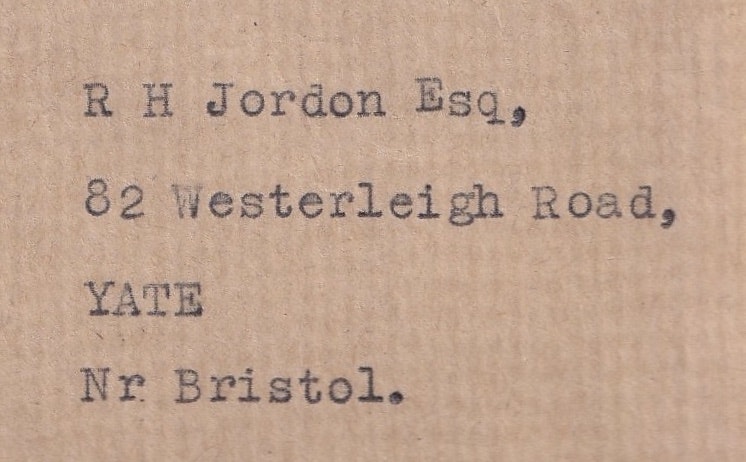 R H Jordon Esq,
82 Westerleigh Road,
YATE
Nr Bristol.